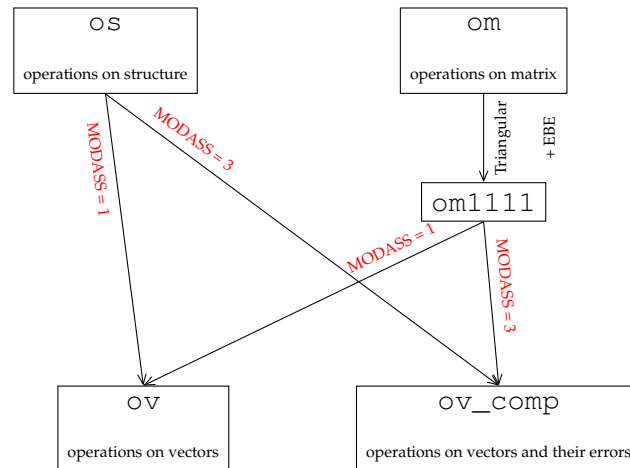 os
operations on structure
om
operations on matrix
MODASS = 1
MODASS = 3
Triangular
+ EBE
om1111
MODASS = 1
MODASS = 3
ov
operations on vectors
ov_comp
operations on vectors and their errors